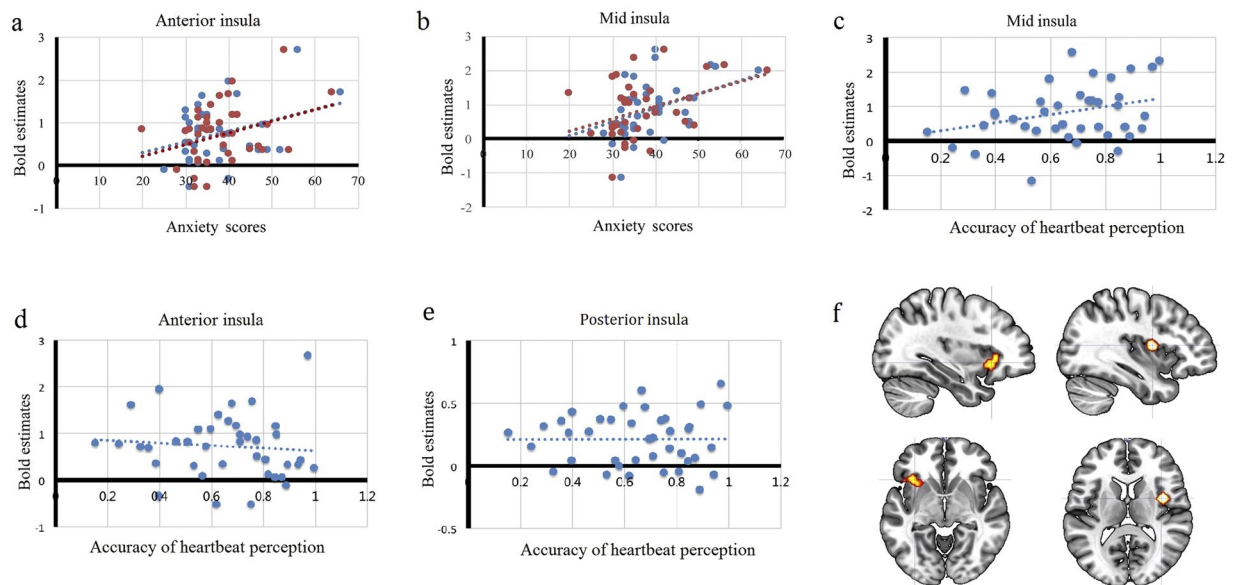 a
Anterior insula
Bold estimates
3
2
1
0
-1
0 10 20 30 40 50 60 70
Anxiety scores
b
Mid insula
Bold estimates
3
2
1
0
-1
-2
0 10 20 30 40 50 60 70
Anxiety scores
c
Mid insula
Bold estimates
3
2
1
0
-1
-2
0 0.2 0.4 0.6 0.8 1 1.2
Accuracy of heartbeat perception
d
Anterior insula
Bold estimates
3
2
1
0
-1
0 0.2 0.4 0.6 0.8 1 1.2
Accuracy of heartbeat perception
e
Posterior insula
Bold estimates
1
0.5
0
-0.5
0 0.2 0.4 0.6 0.8 1 1.2
Accuracy of heartbeat perception
f